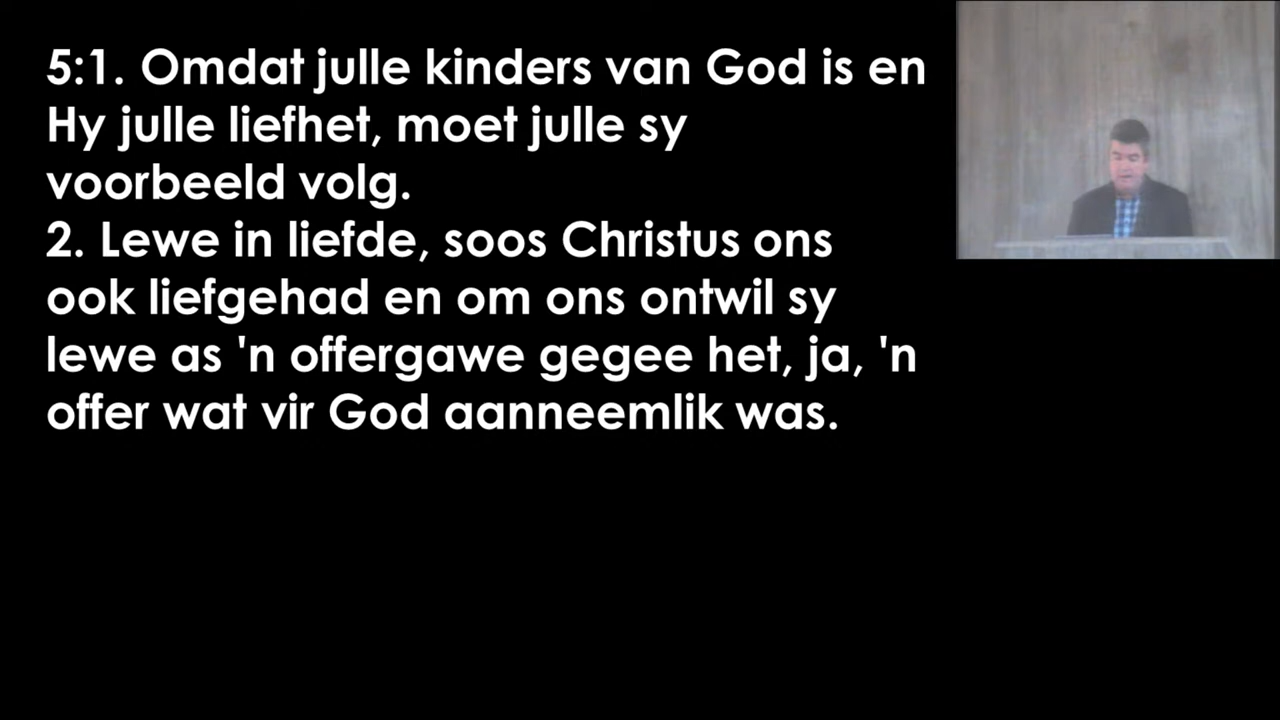 5:1. Omdat julle kinders van God is en
Hy julle liefhet, moet julle sy
voorbeeld volg.
2. Lewe in liefde, soos Christus ons
ook liefgehad en om ons ontwil sy
lewe as 'n offergawe gegee het, ja, 'n
offer wat vir God aanneemlik was.